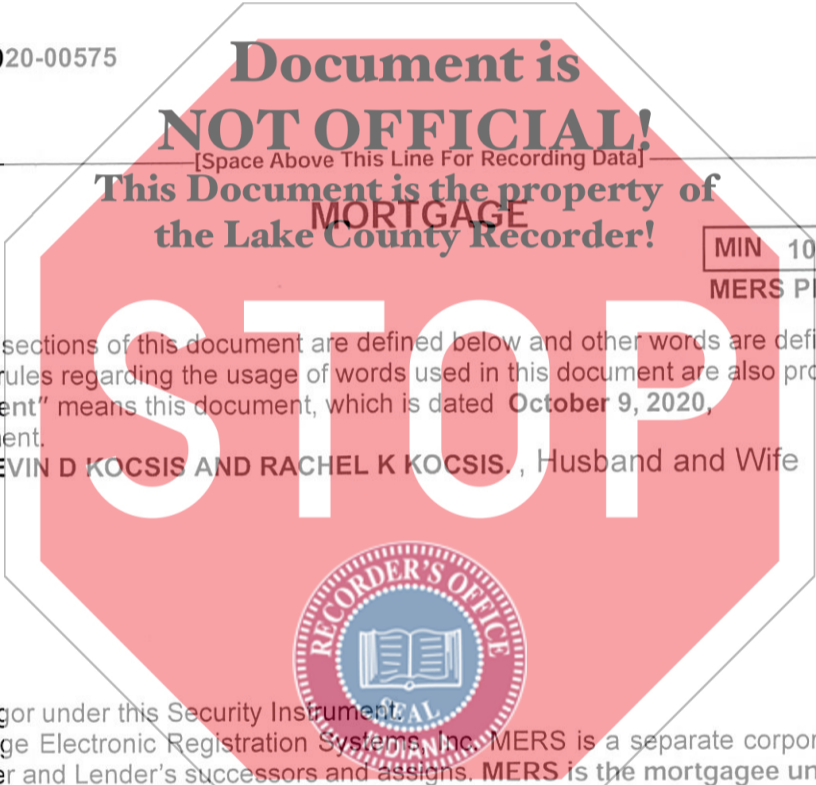 20-00575
Document is
NOT OFFICIAL!
[Space Above This Line For Recording Data]
This Document is the property of
MORTGAGE
the Lake County Recorder!
MIN 10
MERS
STOP
sections of this document are defined below and other words are defi
rules regarding the usage of words used in this document are also pro
ent" means this document, which is dated October 9, 2020,
ent.
EVIN D KOCSIS AND RACHEL K KOCSIS. , Husband and Wife
RECORDER'S OFFICE
SEAL
INDIANA
gor under this Security Instrument.
ge Electronic Registration Systems, Inc. MERS is a separate corpor
er and Lender's successors and assigns. MERS is the mortgagee un